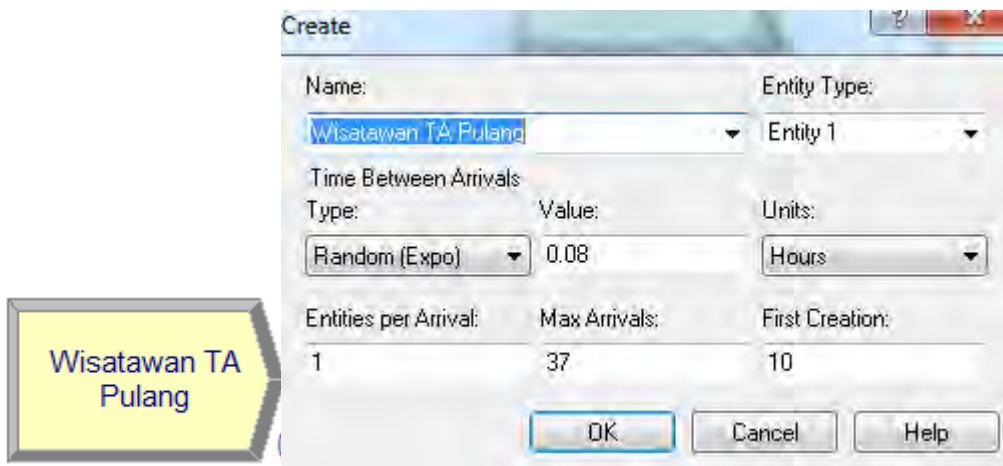 Create
Name:
Entity Type:
Wisatawan TA Pulang
Entity 1
Time Between Arrivals
Type:
Value:
Units:
Random (Expo)
0.08
Hours
Entities per Arrival:
Max Arrivals:
First Creation:
1
37
10
OK
Cancel
Help
Wisatawan TA
Pulang